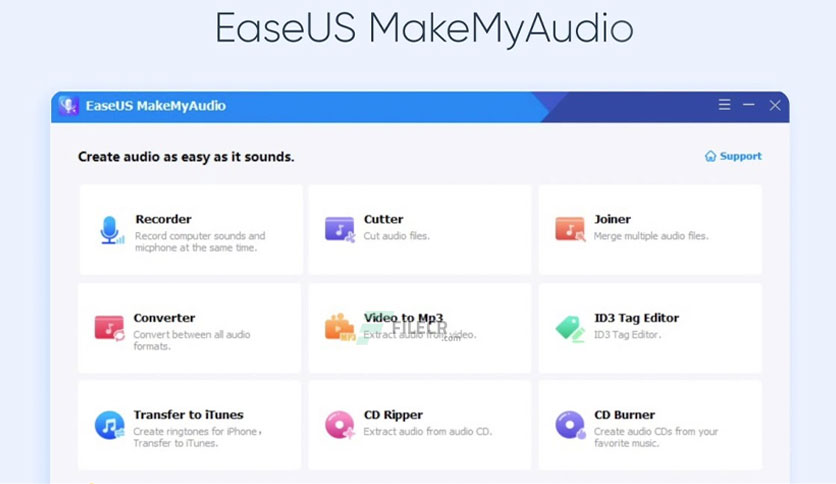 EaseUS MakeMyAudio
EaseUS MakeMyAudio
Create audio as easy as it sounds.
Support
Recorder
Record computer sounds and
micphone at the same time.
Cutter
Cut audio files.
Joiner
Merge multiple audio files.
Converter
Convert between all audio
formats.
Video to Mp3
Extract audio from video.
MP3
FILECR
.com
ID3 Tag Editor
ID3 Tag Editor.
Transfer to iTunes
Create ringtones for iPhone,
Transfer to iTunes.
CD Ripper
Extract audio from audio CD.
CD Burner
Create audio CDs from your
favorite music.